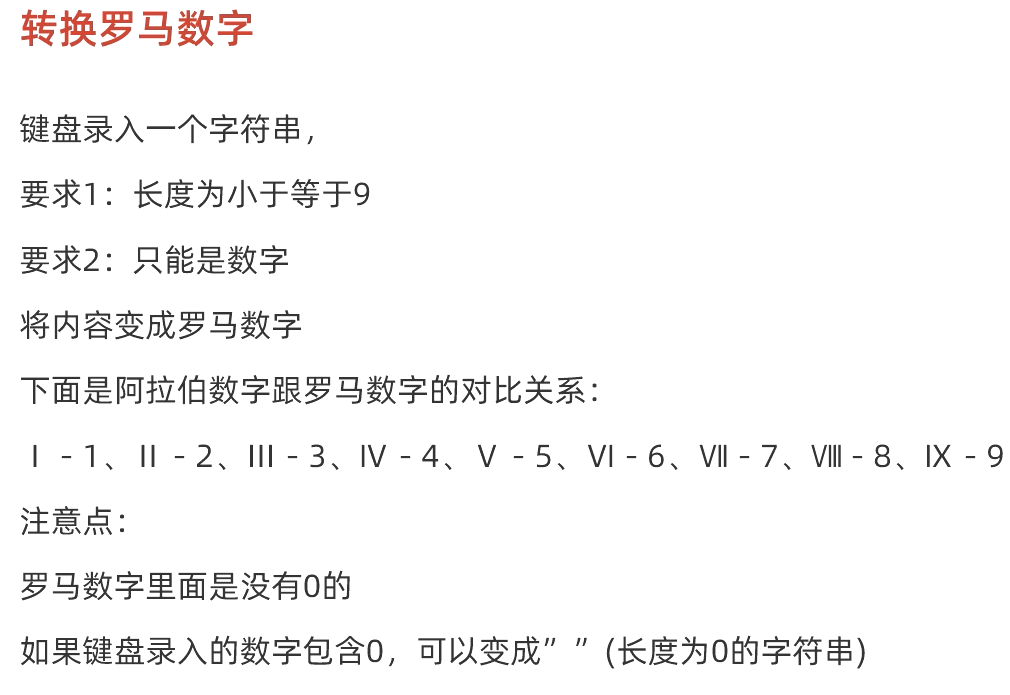 转换罗马数字
键盘录入一个字符串，
要求1：长度为小于等于9
要求2：只能是数字
将内容变成罗马数字
下面是阿拉伯数字跟罗马数字的对比关系：
Ⅰ - 1、Ⅱ - 2、Ⅲ - 3、Ⅳ - 4、Ⅴ - 5、Ⅵ - 6、Ⅶ - 7、Ⅷ - 8、Ⅸ - 9
注意点：
罗马数字里面是没有0的
如果键盘录入的数字包含0，可以变成” ” (长度为0的字符串)